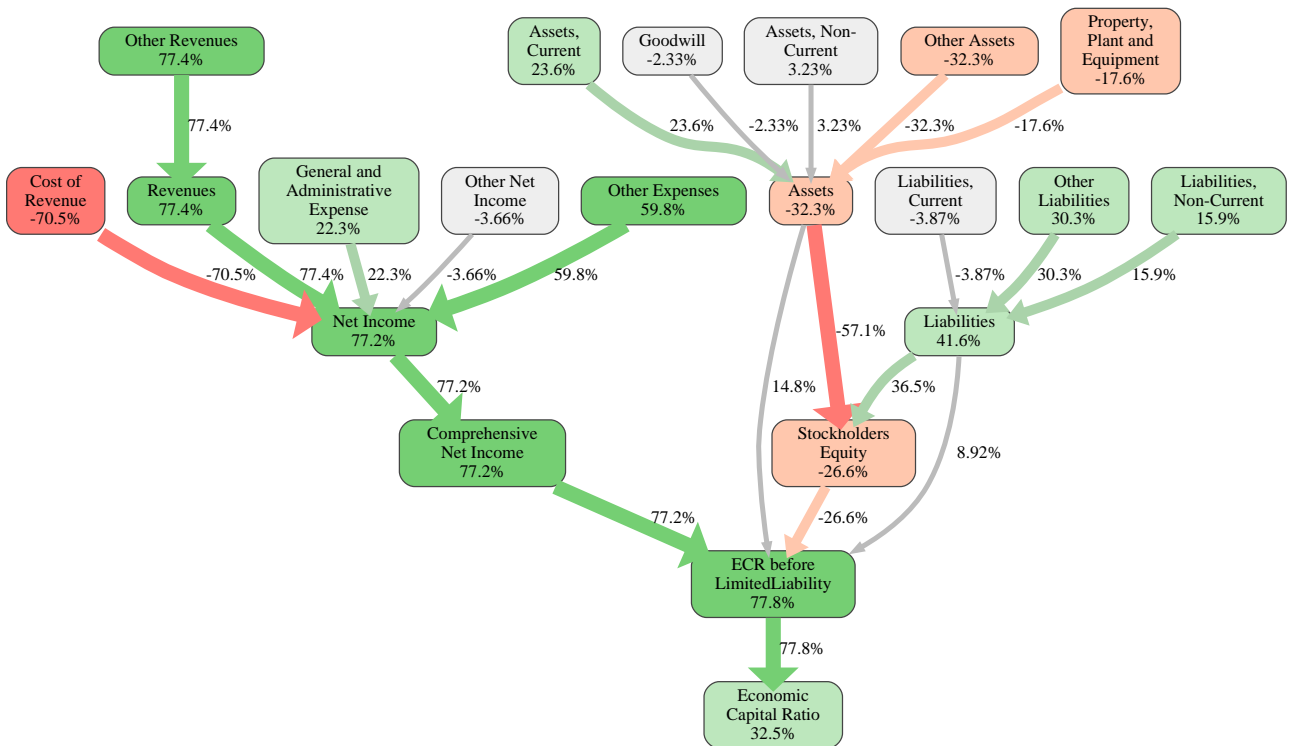 Other Revenues
77.4%
Assets,
Current
23.6%
Goodwill
-2.33%
Assets, Non-
Current
3.23%
Other Assets
-32.3%
Property,
Plant and
Equipment
-17.6%
77.4%
23.6%
-2.33%
3.23%
-32.3%
-17.6%
Cost of
Revenue
-70.5%
Revenues
77.4%
General and
Administrative
Expense
22.3%
Other Net
Income
-3.66%
Other Expenses
59.8%
Assets
-32.3%
Liabilities,
Current
-3.87%
Other
Liabilities
30.3%
Liabilities,
Non-Current
15.9%
-70.5%
77.4%
22.3%
-3.66%
59.8%
-3.87%
30.3%
15.9%
Net Income
77.2%
-57.1%
Liabilities
41.6%
77.2%
14.8%
36.5%
Comprehensive
Net Income
77.2%
Stockholders
Equity
-26.6%
8.92%
77.2%
-26.6%
ECR before
LimitedLiability
77.8%
77.8%
Economic
Capital Ratio
32.5%